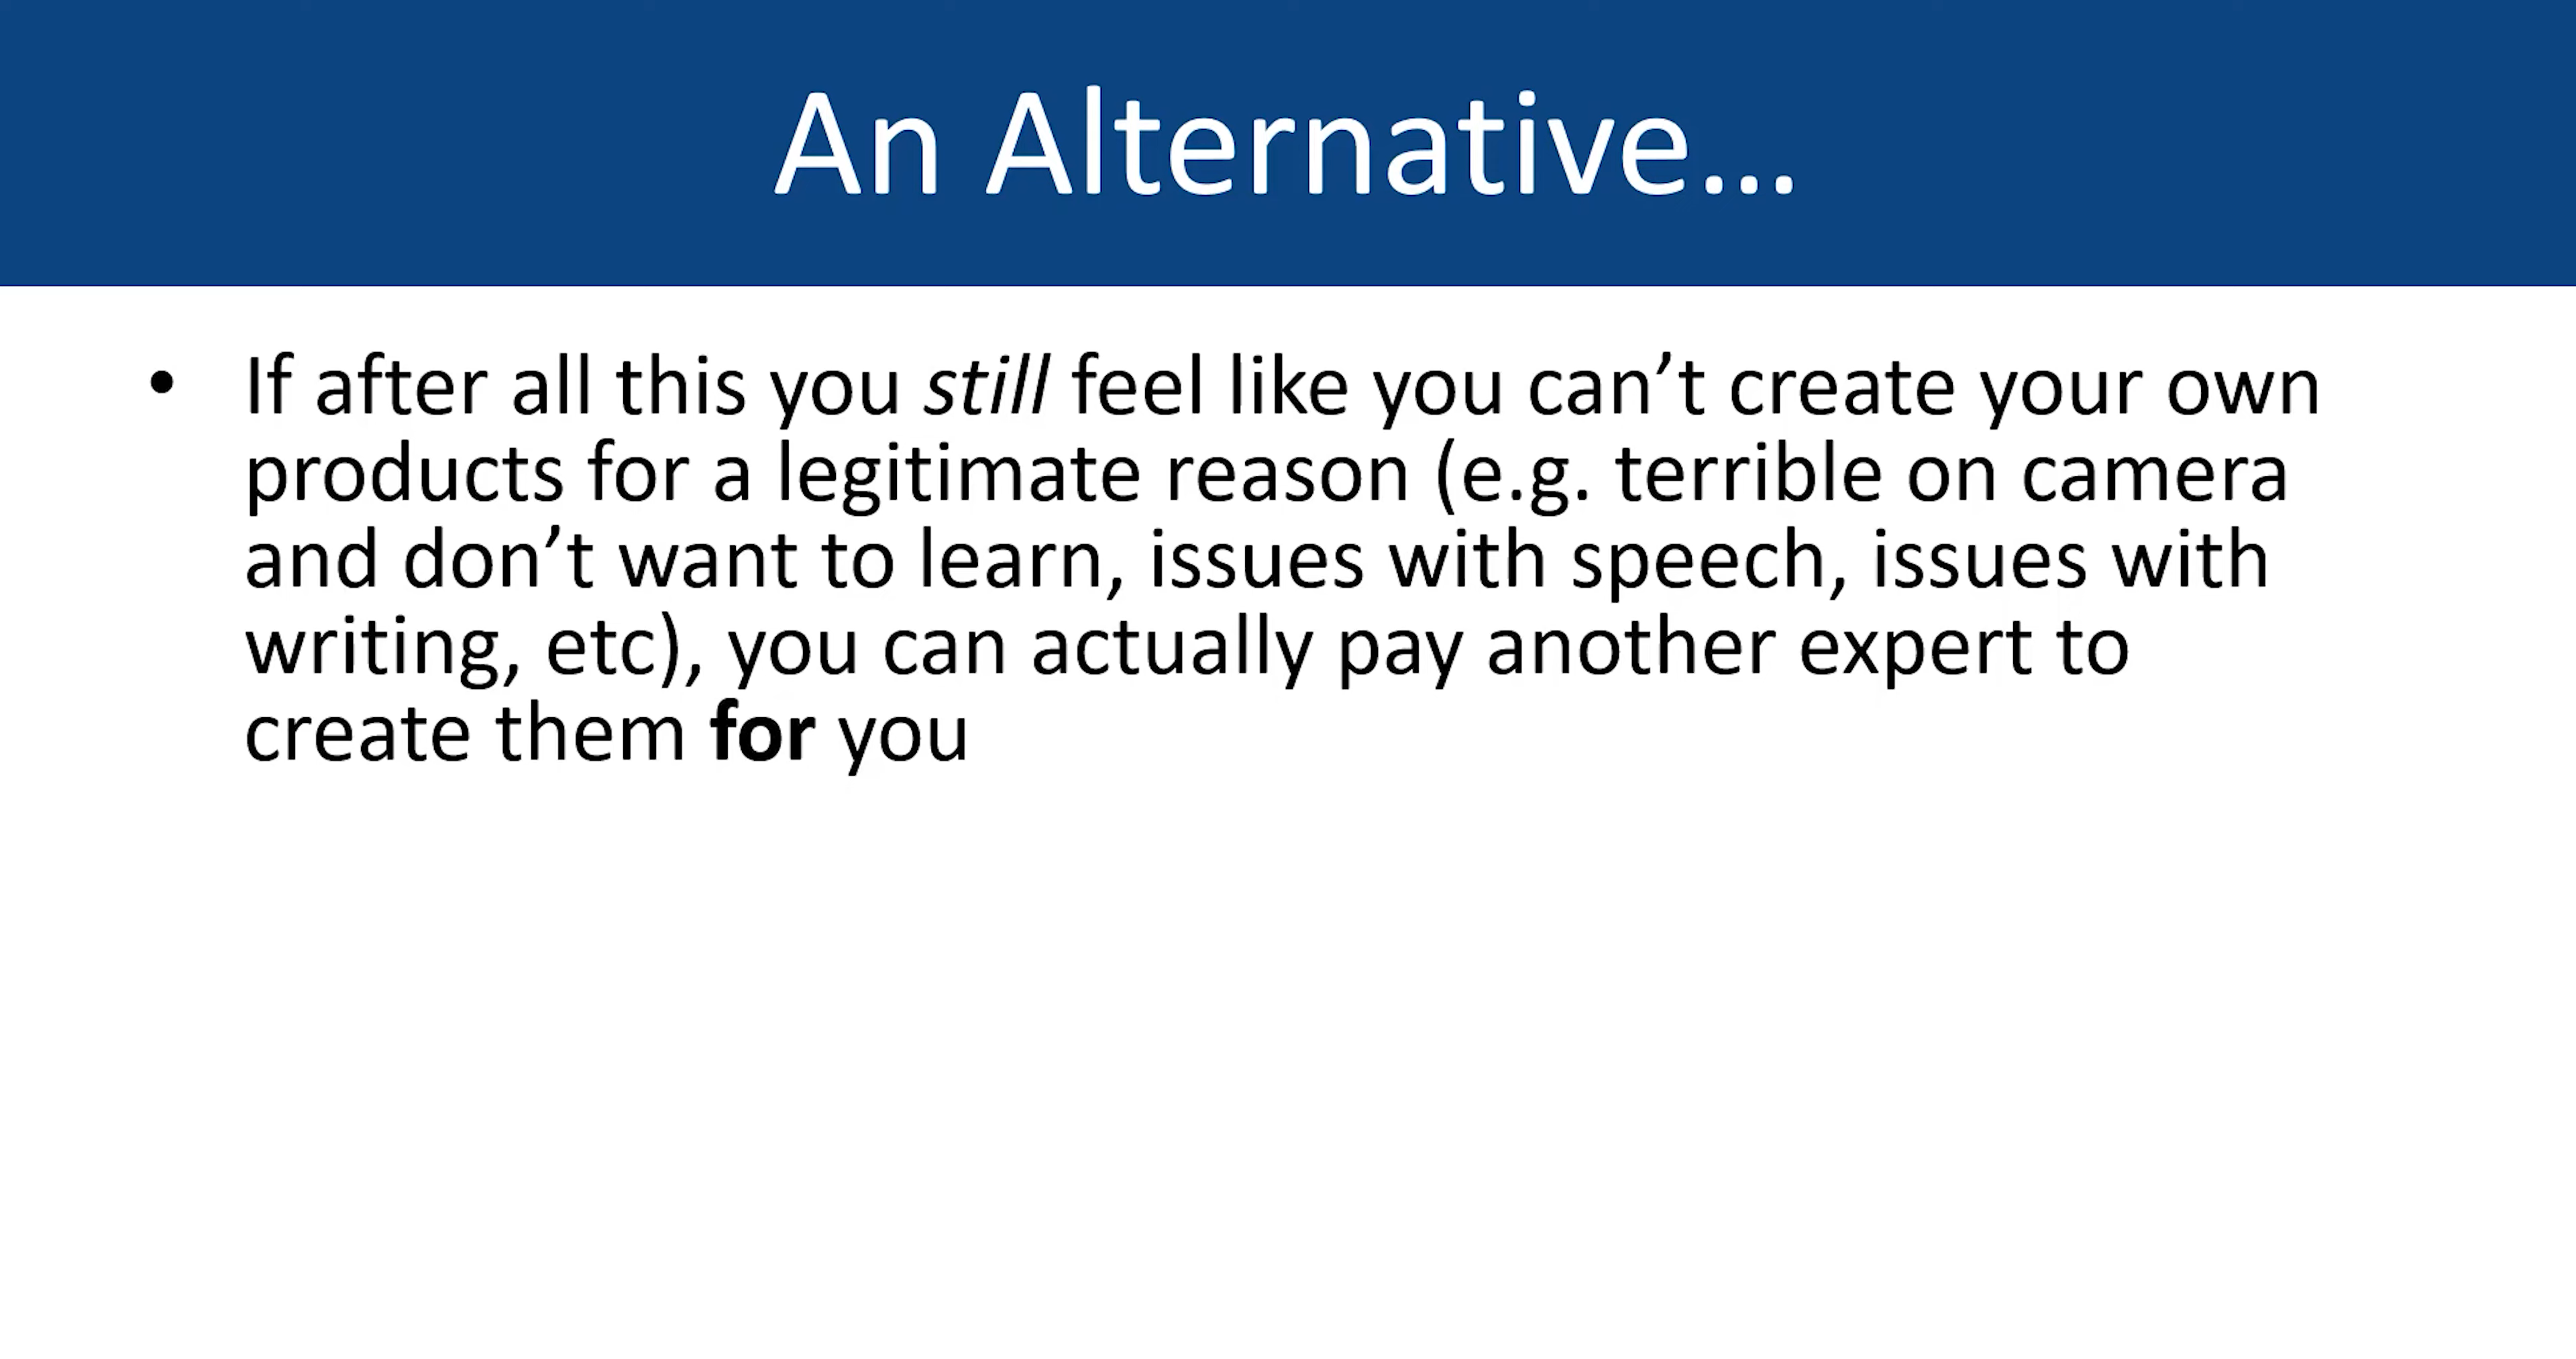 An Alternative…
• If after all this you still feel like you can’t create your own
products for a legitimate reason (e.g. terrible on camera
and don’t want to learn, issues with speech, issues with
writing, etc), you can actually pay another expert to
create them for you